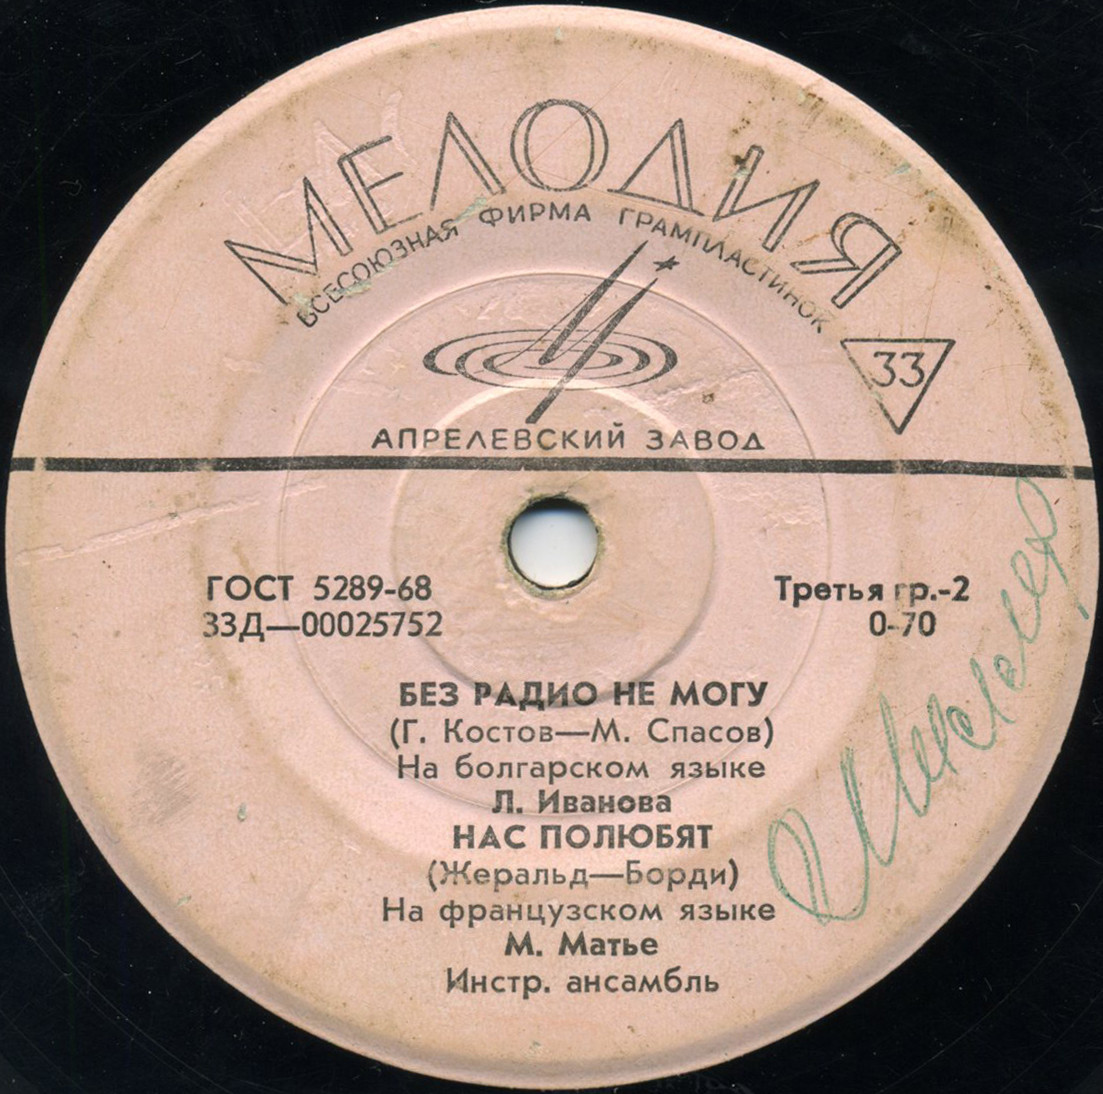 МЕЛОДИЯ
ВСЕСОЮЗНАЯ ФИРМА ГРАМПЛАСТИНОК
33
АПРЕЛЕВСКИЙ ЗАВОД
ГОСТ 5289-68
33Д—00025752
Третья гр.-2
0-70
БЕЗ РАДИО НЕ МОГУ
(Г. Костов—М. Спасов)
На болгарском языке
Л. Иванова
НАС ПОЛЮБЯТ
(Жеральд—Борди)
На французском языке
М. Матье
Инстр. ансамбль